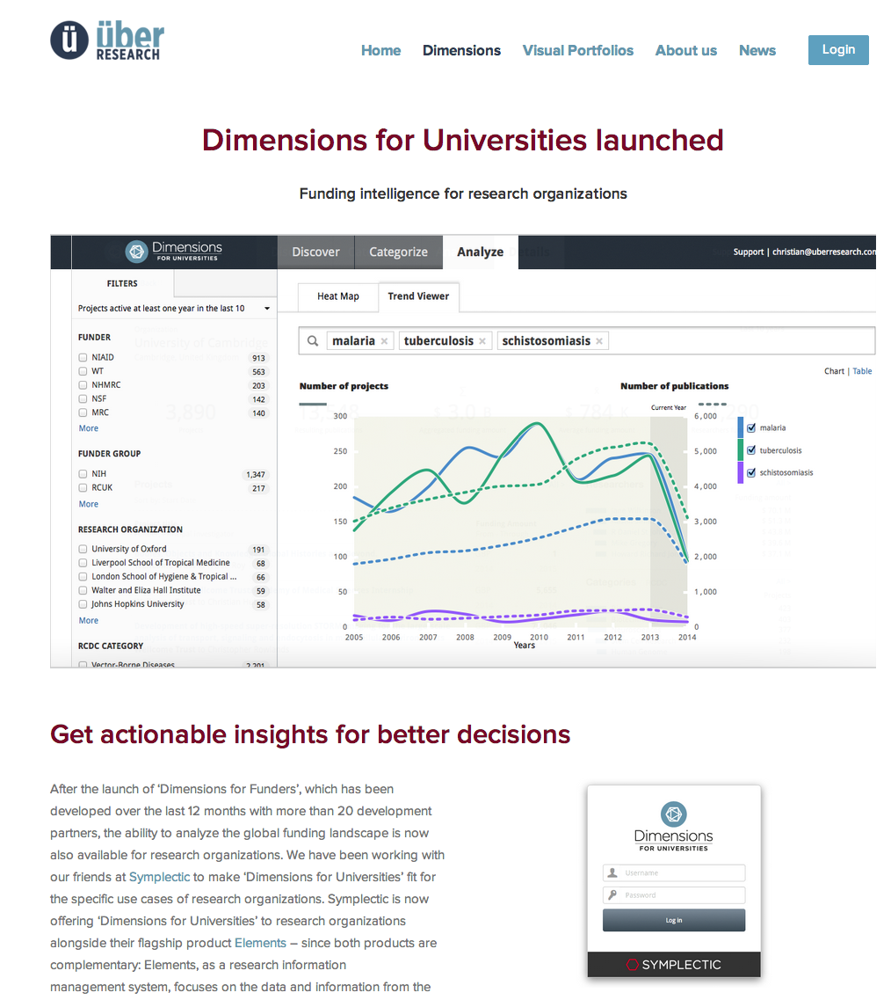 ü über
RESEARCH
Home Dimensions Visual Portfolios About us News Login
Dimensions for Universities launched
Funding intelligence for research organizations
Dimensions
FOR UNIVERSITIES
Discover Categorize Analyze
Support | christian@uberresearch.com
FILTERS
Projects active at least one year in the last 10
FUNDER
NIAID 913
WT 563
NHMRC 203
NSF 142
MRC 140
More
FUNDER GROUP
NIH 1,347
RCUK 217
More
RESEARCH ORGANIZATION
University of Oxford 191
Liverpool School of Tropical Medicine 68
London School of Hygiene & Tropical ... 66
Walter and Eliza Hall Institute 59
Johns Hopkins University 58
More
RCDC CATEGORY
Vector-Borne Diseases 2,201
Heat Map Trend Viewer
malaria × tuberculosis × schistosomiasis ×
Chart | Table
Number of projects Number of publications
Current Year
300 6,000
250 5,000
200 4,000
150 3,000
100 2,000
50 1,000
0 0
2005 2006 2007 2008 2009 2010 2011 2012 2013 2014
Years
malaria
tuberculosis
schistosomiasis
Get actionable insights for better decisions
After the launch of ‘Dimensions for Funders’, which has been
developed over the last 12 months with more than 20 development
partners, the ability to analyze the global funding landscape is now
also available for research organizations. We have been working with
our friends at Symplectic to make ‘Dimensions for Universities’ fit for
the specific use cases of research organizations. Symplectic is now
offering ‘Dimensions for Universities’ to research organizations
alongside their flagship product Elements – since both products are
complementary: Elements, as a research information
management system, focuses on the data and information from the
Dimensions
FOR UNIVERSITIES
Username
Password
Log in
SYMPLECTIC